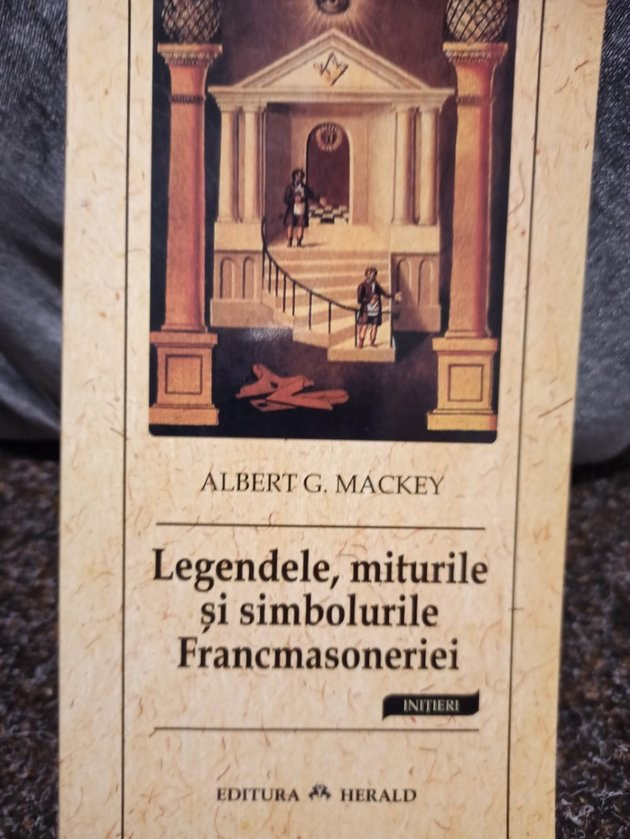 ALBERT G. MACKEY
Legendele, miturile
și simbolurile
Francmasoneriei
INIȚIERI
EDITURA HERALD